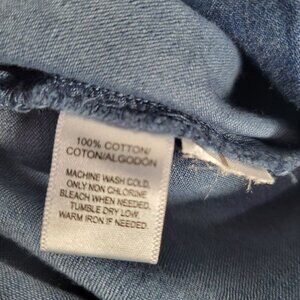 100% COTTON/
COTON/ALGODÓN
MACHINE WASH COLD.
ONLY NON CHLORINE
BLEACH WHEN NEEDED.
TUMBLE DRY LOW.
WARM IRON IF NEEDED.